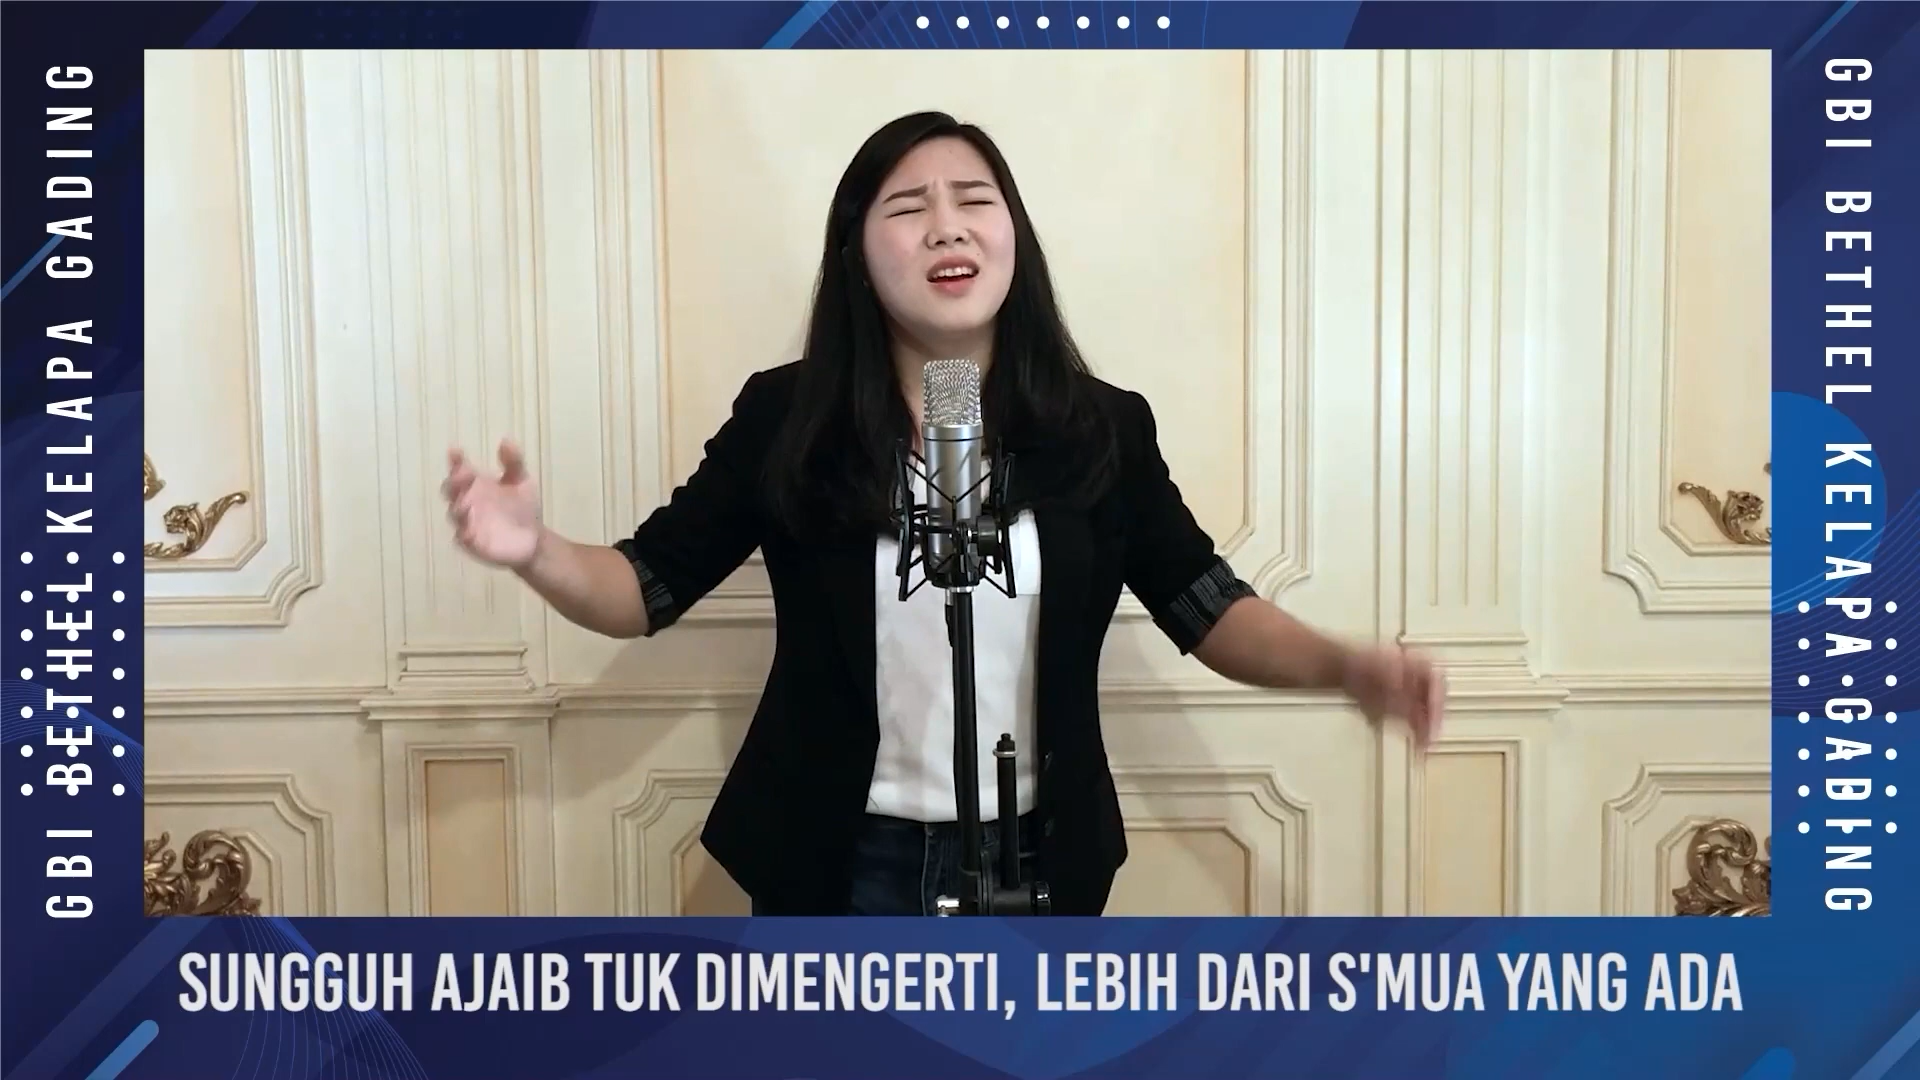 GBI BETHEL KELAPA GADING
GBI BETHEL KELAPA GADING
SUNGGUH AJAIB TUK DIMENGERTI, LEBIH DARI S'MUA YANG ADA